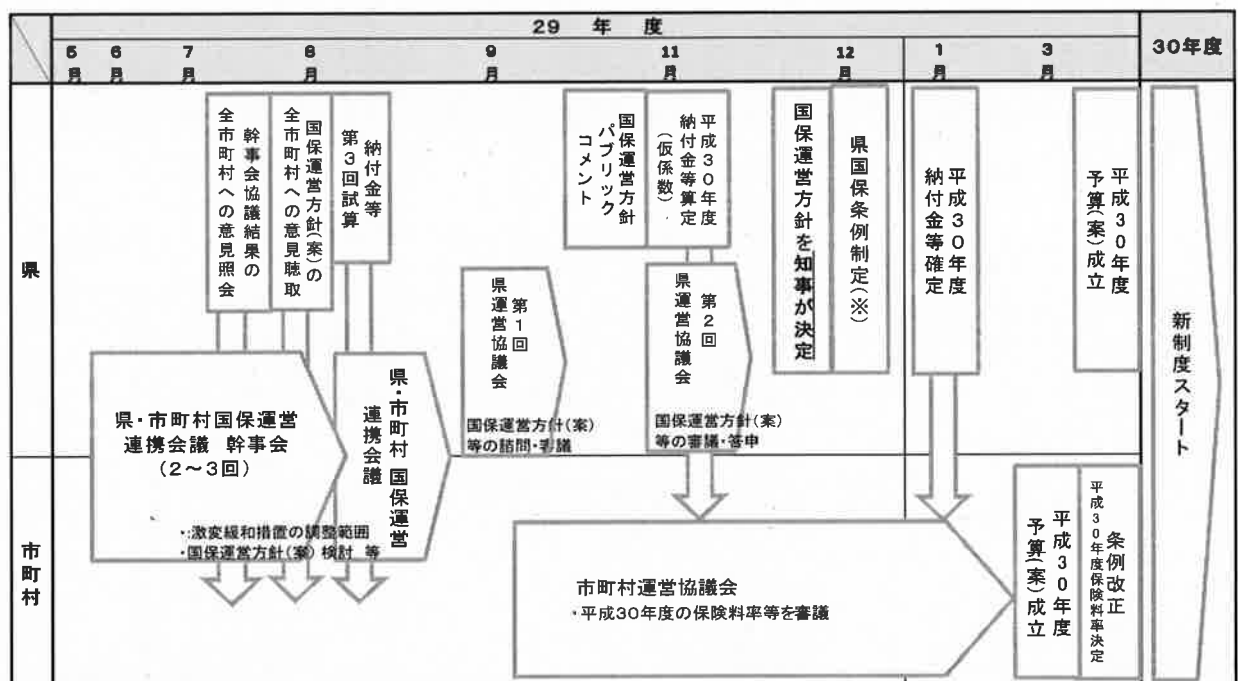 29 年 度
30年度
5月
6月
7月
8月
9月
11月
12月
1月
3月
県
幹事会協議結果の
全市町村への意見照会
国保運営方針(案)の
全市町村への意見聴取
納付金等
第3回試算
国保運営方針
パブリック
コメント
平成30年度
納付金等算定
(仮係数)
国保運営方針を知事が決定
県国保条例制定(※)
平成30年度
納付金等確定
平成30年度
予算(案)成立
第1回
県運営協議会
国保運営方針(案)
等の諮問・審議
第2回
県運営協議会
国保運営方針(案)
等の審議・答申
県・市町村国保運営
連携会議 幹事会
(2~3回)
・激変緩和措置の調整範囲
・国保運営方針(案)検討 等
県・市町村 国保運営
連携会議
新制度スタート
市町村
市町村運営協議会
・平成30年度の保険料率等を審議
平成30年度
予算(案)成立
条例改正
平成30年度保険料率決定